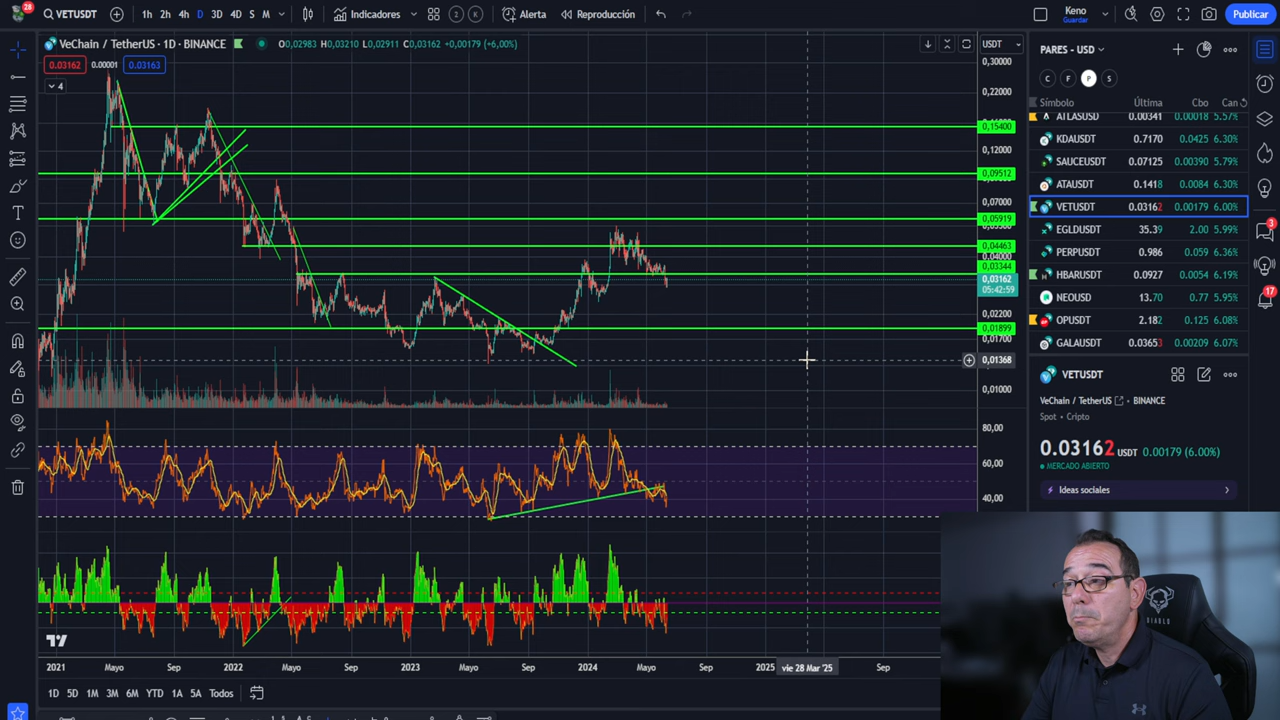 28 VETUSDT 1h 2h 4h D 3D 4D S M Indicadores 2 K Alerta Reproducción Keno Guardar Publicar
VeChain / TetherUS · 1D · BINANCE O0,02983 H0,03210 L0,02911 C0,03162 +0,00179 (+6,00%) USDT
0.03162 0.00001 0.03163
4
0,30000
0,22000
0,15400
0,12000
0,09512
0,07000
0,05919
0,04463
0,04000
0,03344
0,03162
05:42:59
0,02200
0,01899
0,01700
0,01368
0,01000
80,00
60,00
40,00
2021 Mayo Sep 2022 Mayo Sep 2023 Mayo Sep 2024 Mayo Sep 2025 vie 28 Mar '25 Sep
1D 5D 1M 3M 6M YTD 1A 5A Todos
PARES - USD
C F P S
Símbolo Última Cbo Can
ATLASUSD 0.00341 0.00018 5.57%
KDAUSDT 0.7170 0.0425 6.30%
SAUCEUSDT 0.07125 0.00390 5.79%
ATAUSDT 0.1418 0.0084 6.30%
VETUSDT 0.03162 0.00179 6.00%
EGLDUSDT 35.39 2.00 5.99%
PERPUSDT 0.986 0.059 6.36%
HBARUSDT 0.0927 0.0054 6.19%
NEOUSD 13.70 0.77 5.95%
OPUSDT 2.182 0.125 6.08%
GALAUSDT 0.03653 0.00209 6.07%
VETUSDT
VeChain / TetherUS · BINANCE
Spot · Cripto
0.03162 USDT 0.00179 (6.00%)
MERCADO ABIERTO
Ideas sociales
3
17
DIABLO